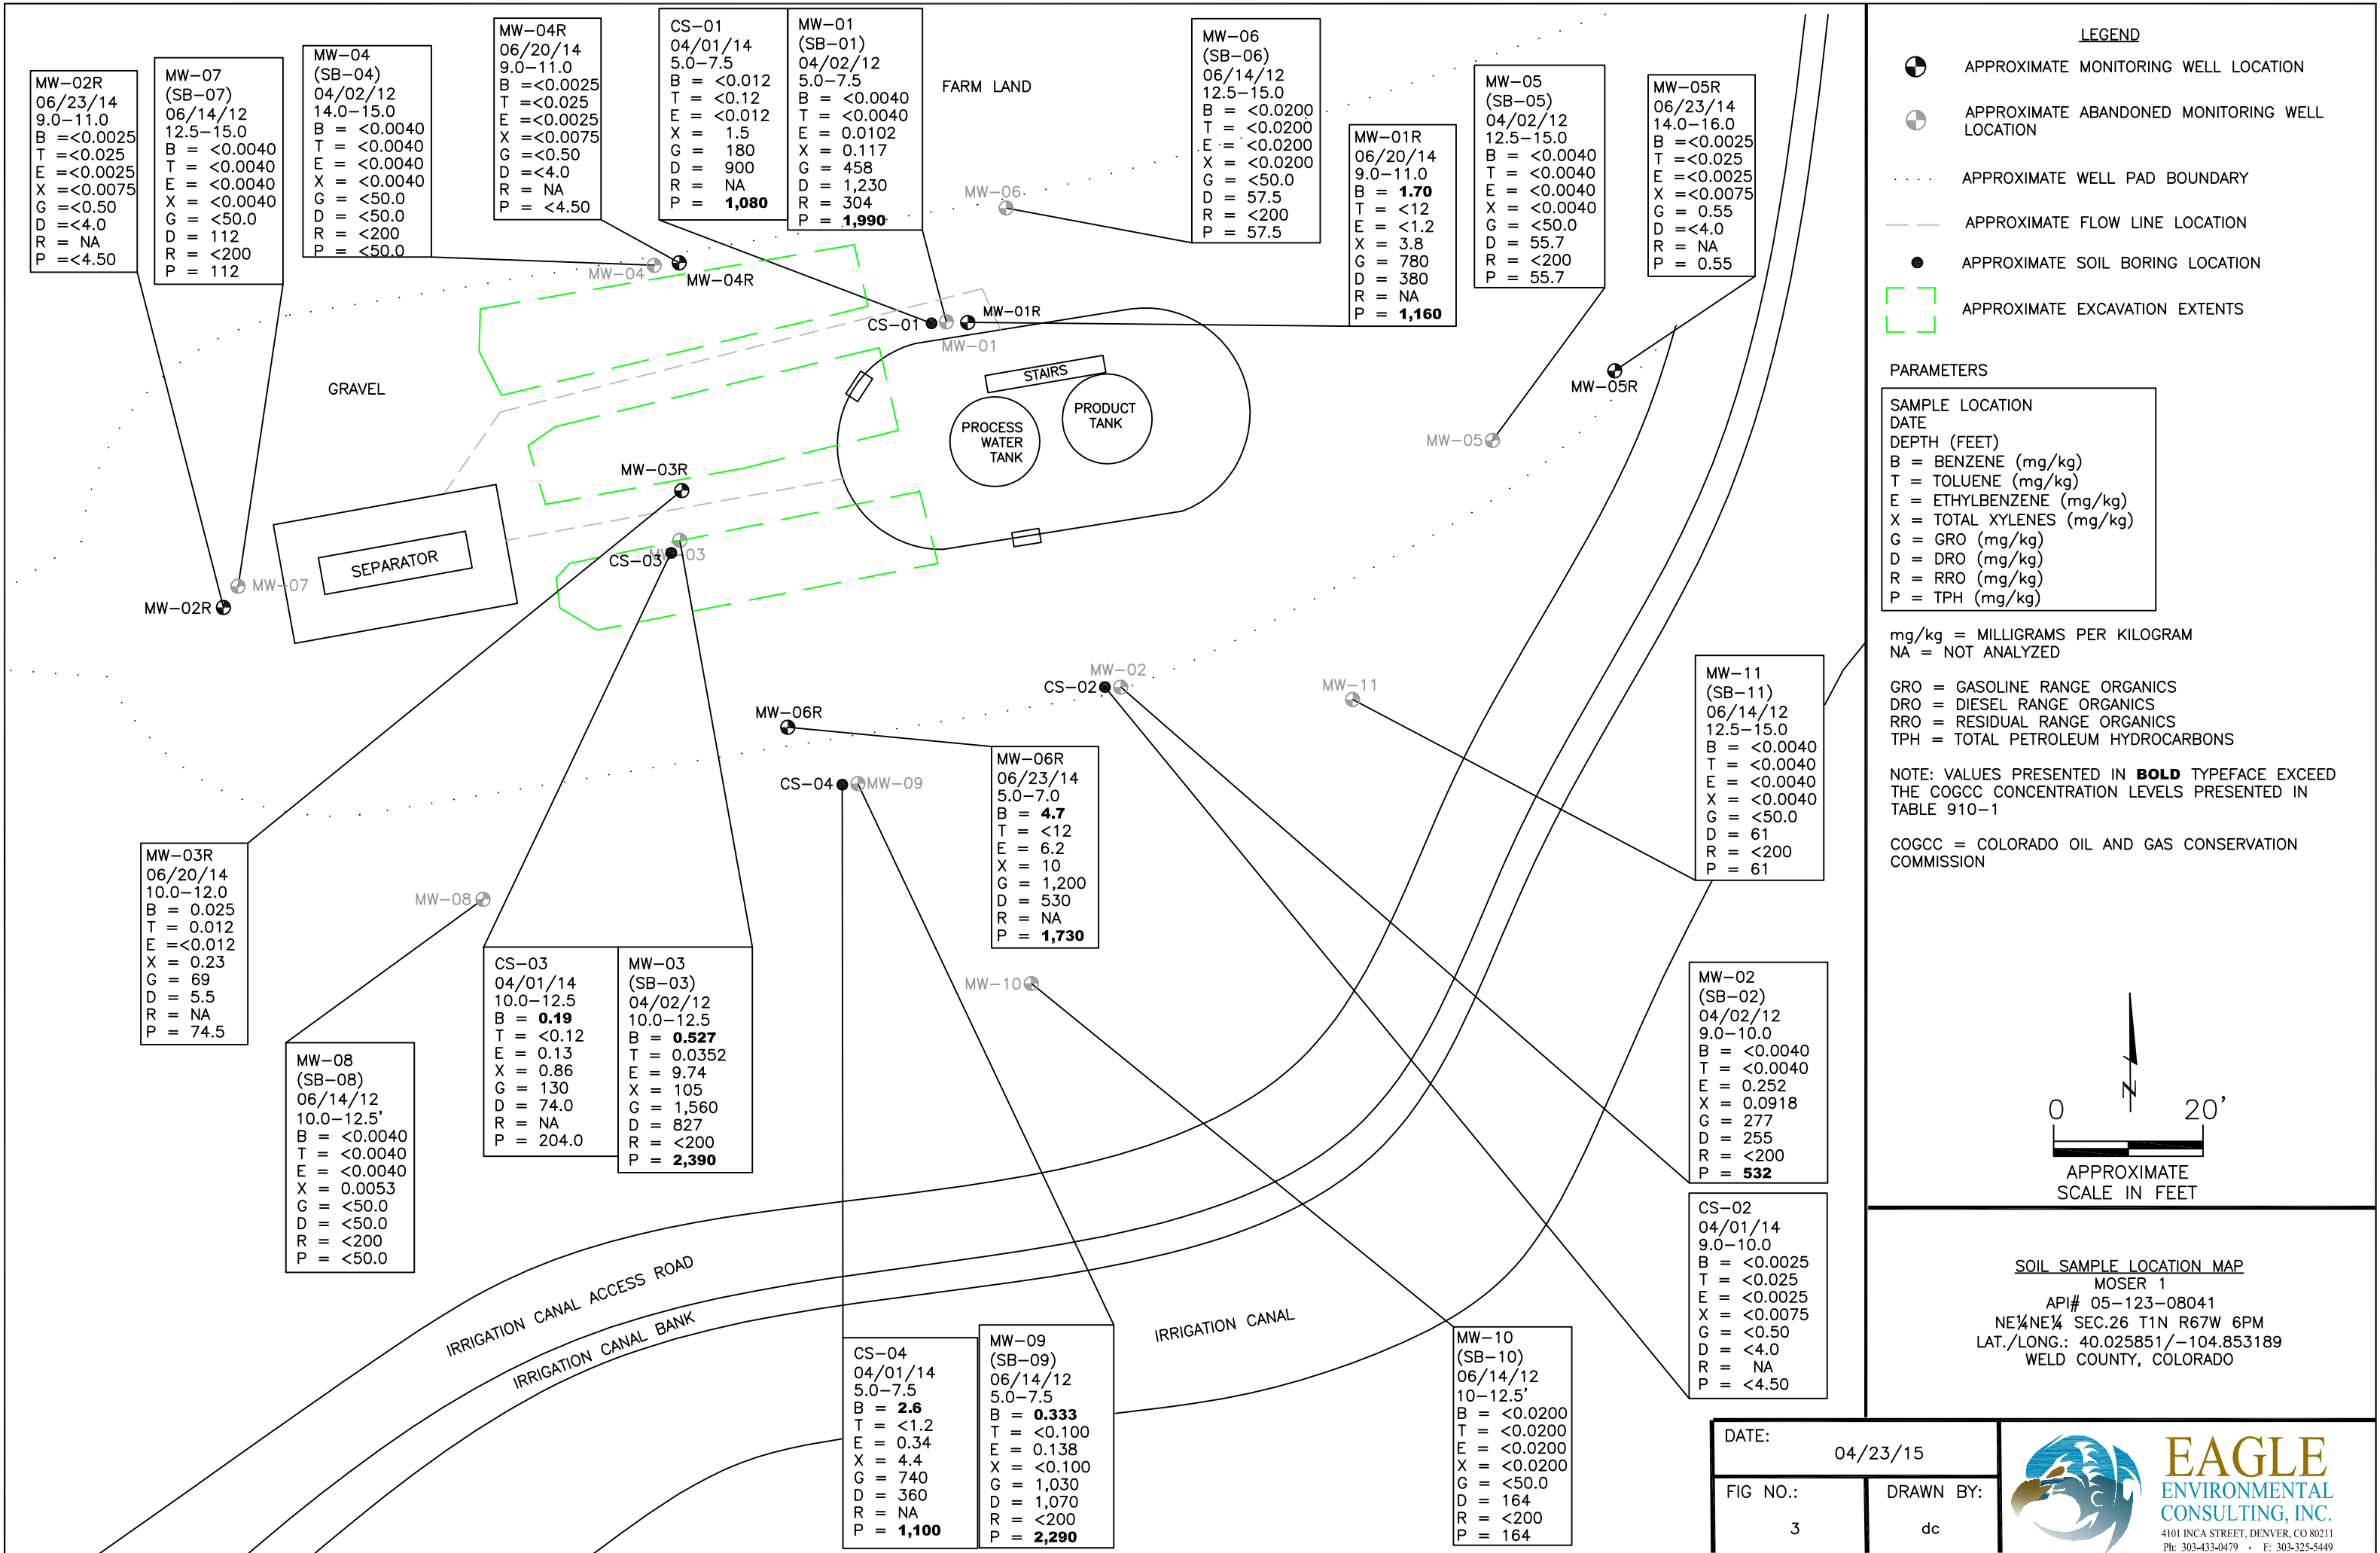 MW-02R
06/23/14
9.0-11.0
B =<0.0025
T =<0.025
E =<0.0025
X =<0.0075
G =<0.50
D =<4.0
R = NA
P =<4.50
MW-07
(SB-07)
06/14/12
12.5-15.0
B = <0.0040
T = <0.0040
E = <0.0040
X = <0.0040
G = <50.0
D = 112
R = <200
P = 112
MW-04
(SB-04)
04/02/12
14.0-15.0
B = <0.0040
T = <0.0040
E = <0.0040
X = <0.0040
G = <50.0
D = <50.0
R = <200
P = <50.0
MW-04R
06/20/14
9.0-11.0
B =<0.0025
T =<0.025
E =<0.0025
X =<0.0075
G =<0.50
D =<4.0
R = NA
P = <4.50
CS-01
04/01/14
5.0-7.5
B = <0.012
T = <0.12
E = <0.012
X = 1.5
G = 180
D = 900
R = NA
P = 1,080
MW-01
(SB-01)
04/02/12
5.0-7.5
B = <0.0040
T = <0.0040
E = 0.0102
X = 0.117
G = 458
D = 1,230
R = 304
P = 1,990
FARM LAND
MW-06
(SB-06)
06/14/12
12.5-15.0
B = <0.0200
T = <0.0200
E = <0.0200
X = <0.0200
G = <50.0
D = 57.5
R = <200
P = 57.5
MW-01R
06/20/14
9.0-11.0
B = 1.70
T = <12
E = <1.2
X = 3.8
G = 780
D = 380
R = NA
P = 1,160
MW-05
(SB-05)
04/02/12
12.5-15.0
B = <0.0040
T = <0.0040
E = <0.0040
X = <0.0040
G = <50.0
D = 55.7
R = <200
P = 55.7
MW-05R
06/23/14
14.0-16.0
B =<0.0025
T =<0.025
E =<0.0025
X =<0.0075
G = 0.55
D =<4.0
R = NA
P = 0.55
MW-06
MW-04
MW-04R
CS-01
MW-01R
MW-01
GRAVEL
STAIRS
PRODUCT
TANK
PROCESS
WATER
TANK
MW-05R
MW-05
MW-03R
SEPARATOR
CS-03
MW-03
MW-07
MW-02R
MW-02
CS-02
MW-11
MW-06R
CS-04
MW-09
MW-08
MW-10
MW-06R
06/23/14
5.0-7.0
B = 4.7
T = <12
E = 6.2
X = 10
G = 1,200
D = 530
R = NA
P = 1,730
MW-11
(SB-11)
06/14/12
12.5-15.0
B = <0.0040
T = <0.0040
E = <0.0040
X = <0.0040
G = <50.0
D = 61
R = <200
P = 61
MW-03R
06/20/14
10.0-12.0
B = 0.025
T = 0.012
E =<0.012
X = 0.23
G = 69
D = 5.5
R = NA
P = 74.5
MW-08
(SB-08)
06/14/12
10.0-12.5'
B = <0.0040
T = <0.0040
E = <0.0040
X = 0.0053
G = <50.0
D = <50.0
R = <200
P = <50.0
CS-03
04/01/14
10.0-12.5
B = 0.19
T = <0.12
E = 0.13
X = 0.86
G = 130
D = 74.0
R = NA
P = 204.0
MW-03
(SB-03)
04/02/12
10.0-12.5
B = 0.527
T = 0.0352
E = 9.74
X = 105
G = 1,560
D = 827
R = <200
P = 2,390
MW-02
(SB-02)
04/02/12
9.0-10.0
B = <0.0040
T = <0.0040
E = 0.252
X = 0.0918
G = 277
D = 255
R = <200
P = 532
CS-02
04/01/14
9.0-10.0
B = <0.0025
T = <0.025
E = <0.0025
X = <0.0075
G = <0.50
D = <4.0
R = NA
P = <4.50
IRRIGATION CANAL ACCESS ROAD
IRRIGATION CANAL BANK
IRRIGATION CANAL
CS-04
04/01/14
5.0-7.5
B = 2.6
T = <1.2
E = 0.34
X = 4.4
G = 740
D = 360
R = NA
P = 1,100
MW-09
(SB-09)
06/14/12
5.0-7.5
B = 0.333
T = <0.100
E = 0.138
X = <0.100
G = 1,030
D = 1,070
R = <200
P = 2,290
MW-10
(SB-10)
06/14/12
10-12.5'
B = <0.0200
T = <0.0200
E = <0.0200
X = <0.0200
G = <50.0
D = 164
R = <200
P = 164
LEGEND
APPROXIMATE MONITORING WELL LOCATION
APPROXIMATE ABANDONED MONITORING WELL
LOCATION
APPROXIMATE WELL PAD BOUNDARY
APPROXIMATE FLOW LINE LOCATION
APPROXIMATE SOIL BORING LOCATION
APPROXIMATE EXCAVATION EXTENTS
PARAMETERS
SAMPLE LOCATION
DATE
DEPTH (FEET)
B = BENZENE (mg/kg)
T = TOLUENE (mg/kg)
E = ETHYLBENZENE (mg/kg)
X = TOTAL XYLENES (mg/kg)
G = GRO (mg/kg)
D = DRO (mg/kg)
R = RRO (mg/kg)
P = TPH (mg/kg)
mg/kg = MILLIGRAMS PER KILOGRAM
NA = NOT ANALYZED
GRO = GASOLINE RANGE ORGANICS
DRO = DIESEL RANGE ORGANICS
RRO = RESIDUAL RANGE ORGANICS
TPH = TOTAL PETROLEUM HYDROCARBONS
NOTE: VALUES PRESENTED IN BOLD TYPEFACE EXCEED
THE COGCC CONCENTRATION LEVELS PRESENTED IN
TABLE 910-1
COGCC = COLORADO OIL AND GAS CONSERVATION
COMMISSION
N
0 20'
APPROXIMATE
SCALE IN FEET
SOIL SAMPLE LOCATION MAP
MOSER 1
API# 05-123-08041
NE¼NE¼ SEC.26 T1N R67W 6PM
LAT./LONG.: 40.025851/-104.853189
WELD COUNTY, COLORADO
DATE:
04/23/15
FIG NO.:
3
DRAWN BY:
dc
EAGLE
ENVIRONMENTAL
CONSULTING, INC.
4101 INCA STREET, DENVER, CO 80211
Ph: 303-433-0479 • F: 303-325-5449